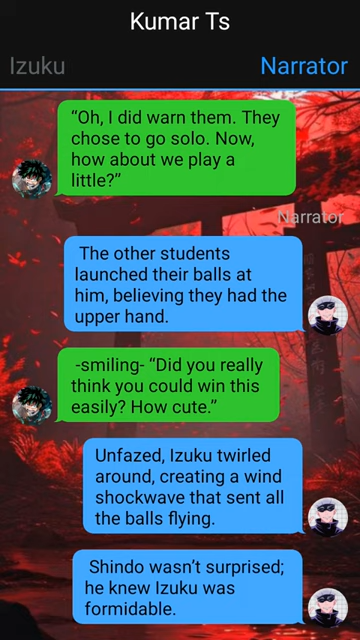 Kumar Ts
Izuku
Narrator
“Oh, I did warn them. They
chose to go solo. Now,
how about we play a
little?”
Narrator
The other students
launched their balls at
him, believing they had the
upper hand.
-smiling- “Did you really
think you could win this
easily? How cute.”
Unfazed, Izuku twirled
around, creating a wind
shockwave that sent all
the balls flying.
Shindo wasn’t surprised;
he knew Izuku was
formidable.